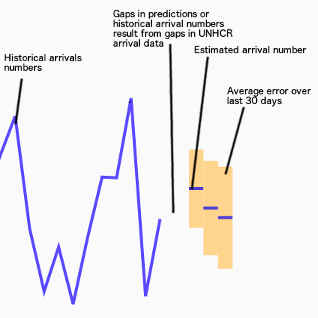 Gaps in predictions or
historical arrival numbers
result from gaps in UNHCR
arrival data
Historical arrivals
numbers
Estimated arrival number
Average error over
last 30 days